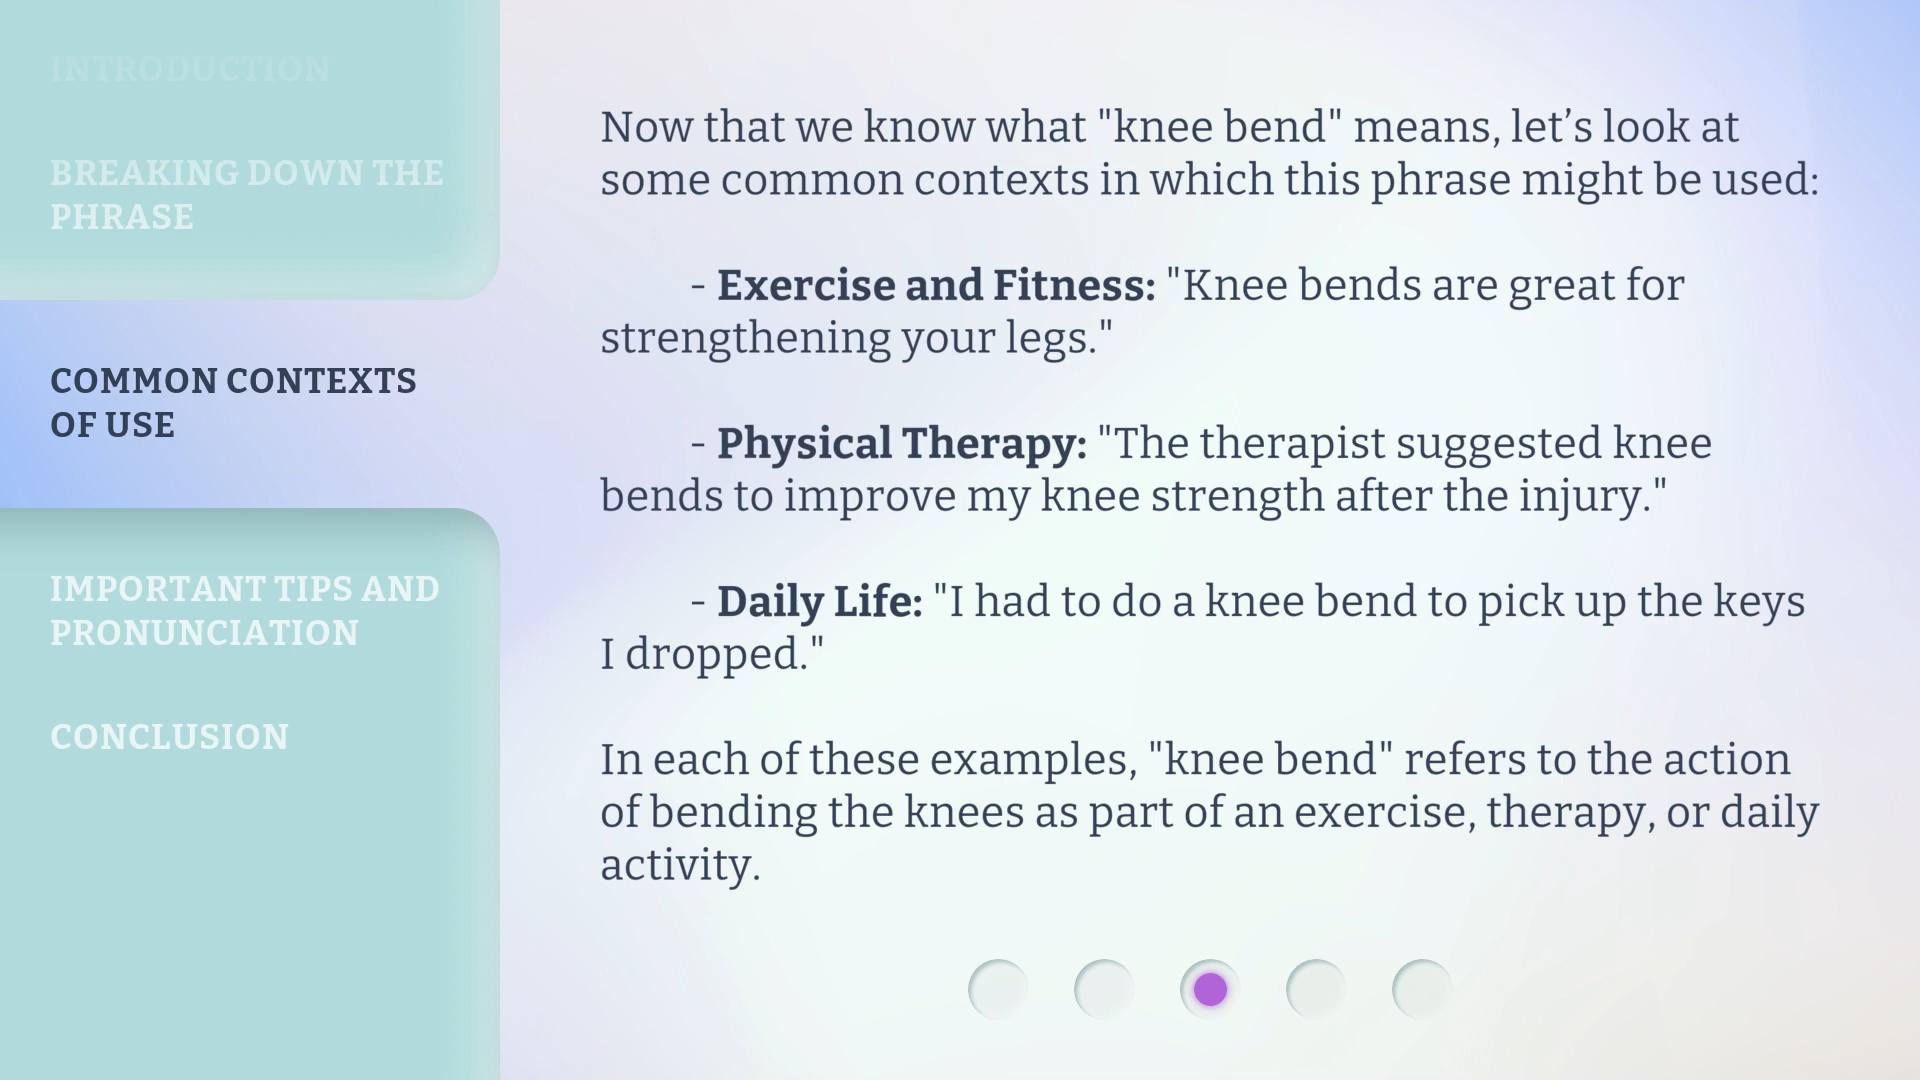 INTRODUCTION
BREAKING DOWN THE
PHRASE
COMMON CONTEXTS
OF USE
IMPORTANT TIPS AND
PRONUNCIATION
CONCLUSION
Now that we know what "knee bend" means, let’s look at
some common contexts in which this phrase might be used:
- Exercise and Fitness: "Knee bends are great for
strengthening your legs."
- Physical Therapy: "The therapist suggested knee
bends to improve my knee strength after the injury."
- Daily Life: "I had to do a knee bend to pick up the keys
I dropped."
In each of these examples, "knee bend" refers to the action
of bending the knees as part of an exercise, therapy, or daily
activity.